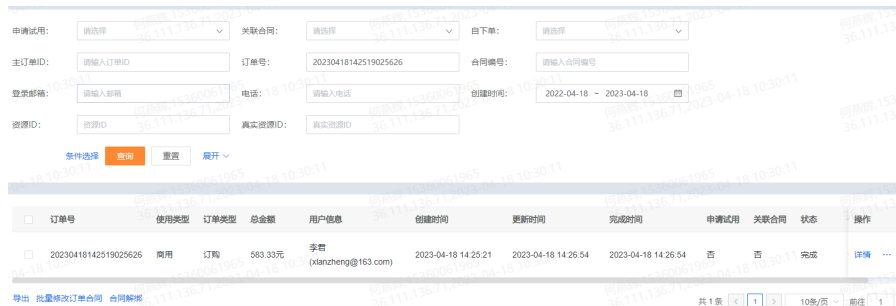 申请试用： 请选择 关联合同： 请选择 自下单： 请选择
主订单ID： 请输入订单ID 订单号： 20230418142519025626 合同编号： 请输入合同编号
登录邮箱： 请输入邮箱 电话： 请输入电话 创建时间： 2022-04-18 ~ 2023-04-18
资源ID： 资源ID 真实资源ID： 真实资源ID
条件选择 查询 重置 展开
订单号 使用类型 订单类型 总金额 用户信息 创建时间 更新时间 完成时间 申请试用 关联合同 状态 操作
20230418142519025626 商用 订购 583.33元 李君 2023-04-18 14:25:21 2023-04-18 14:26:54 2023-04-18 14:26:54 否 否 完成 详情 ...
(xianzheng@163.com)
导出 批量修改订单合同 合同解绑 共1条 < 1 > 10条/页 前往 1